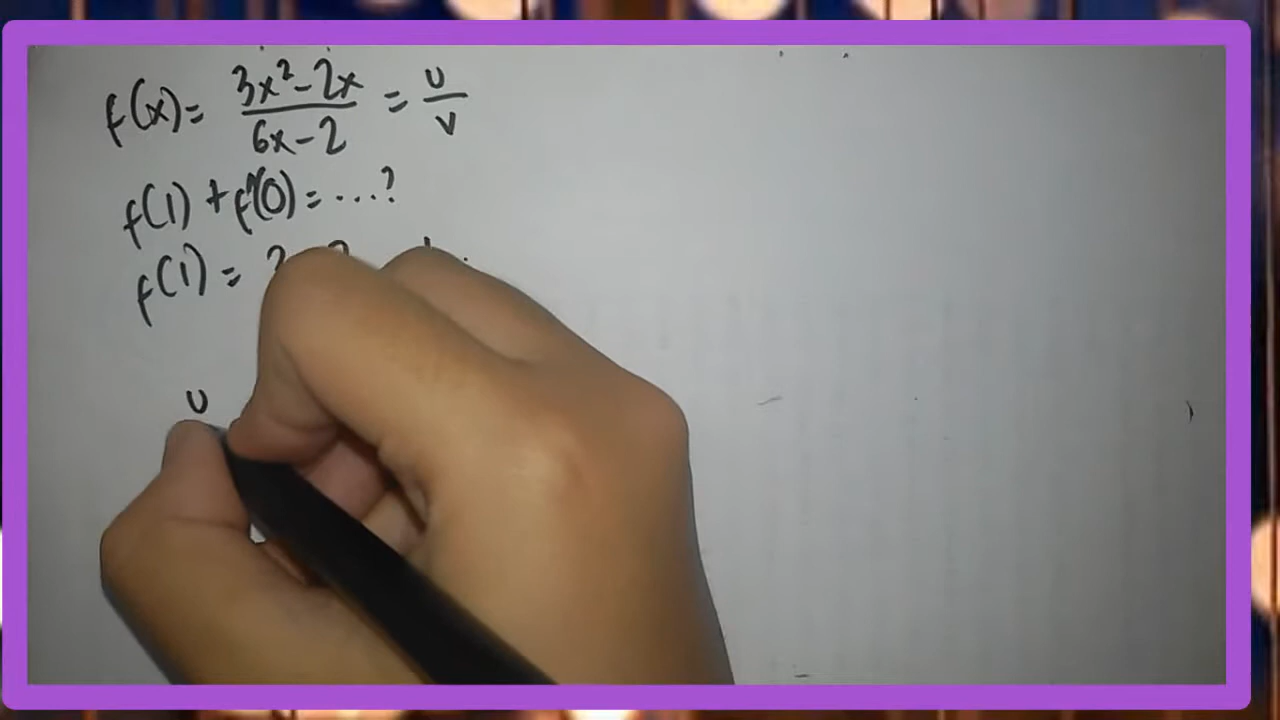 f(x) = 3x² - 2x / 6x - 2 = u / v
f(1) + f'(0) = ...?
f(1) =
u